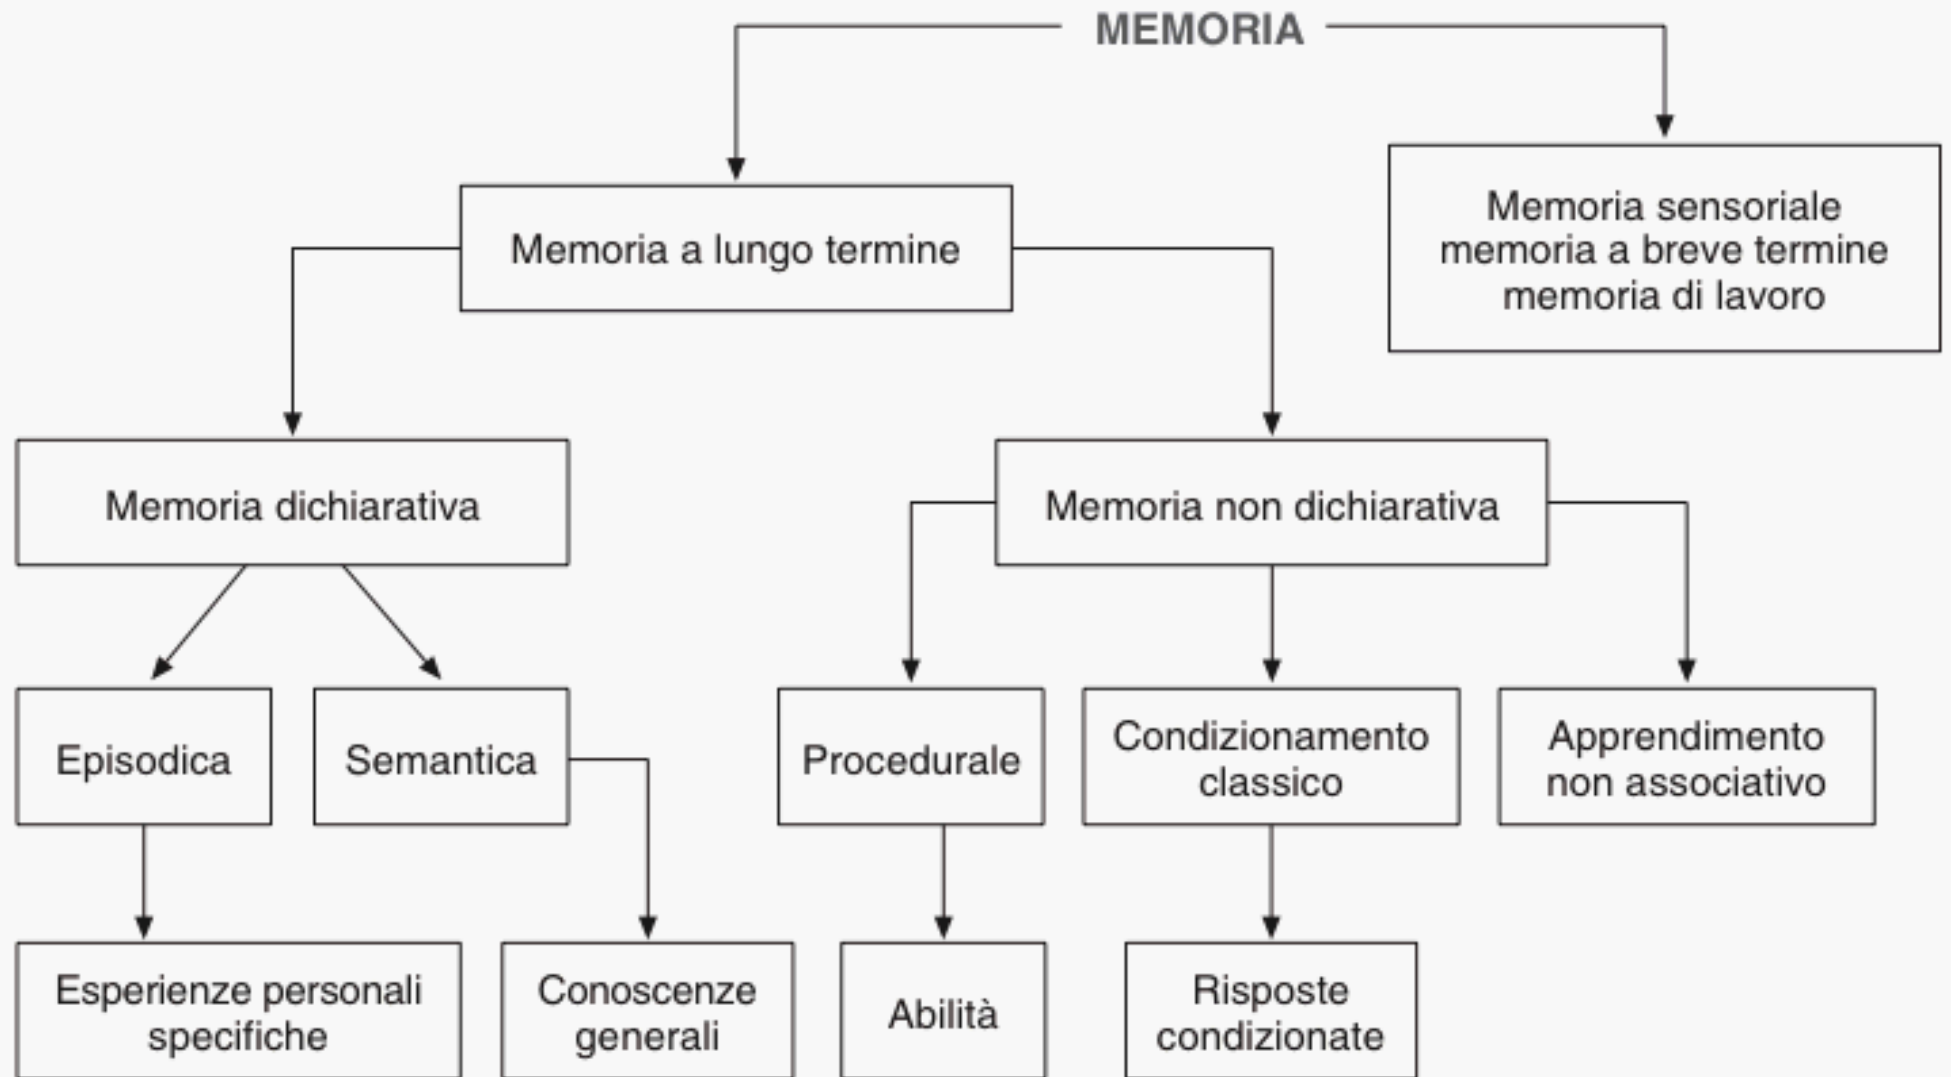 MEMORIA
Memoria a lungo termine
Memoria sensoriale
memoria a breve termine
memoria di lavoro
Memoria dichiarativa
Memoria non dichiarativa
Episodica
Semantica
Procedurale
Condizionamento
classico
Apprendimento
non associativo
Esperienze personali
specifiche
Conoscenze
generali
Abilità
Risposte
condizionate